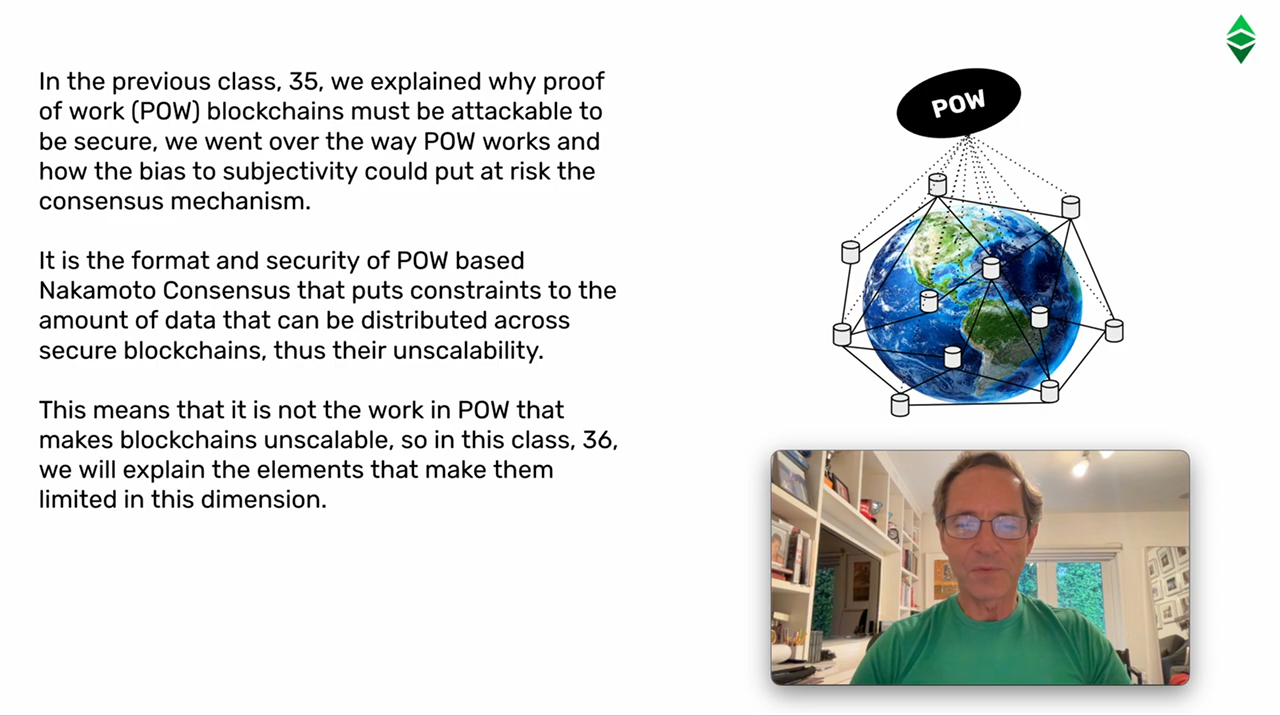 In the previous class, 35, we explained why proof
of work (POW) blockchains must be attackable to
be secure, we went over the way POW works and
how the bias to subjectivity could put at risk the
consensus mechanism.
It is the format and security of POW based
Nakamoto Consensus that puts constraints to the
amount of data that can be distributed across
secure blockchains, thus their unscalability.
This means that it is not the work in POW that
makes blockchains unscalable, so in this class, 36,
we will explain the elements that make them
limited in this dimension.
POW